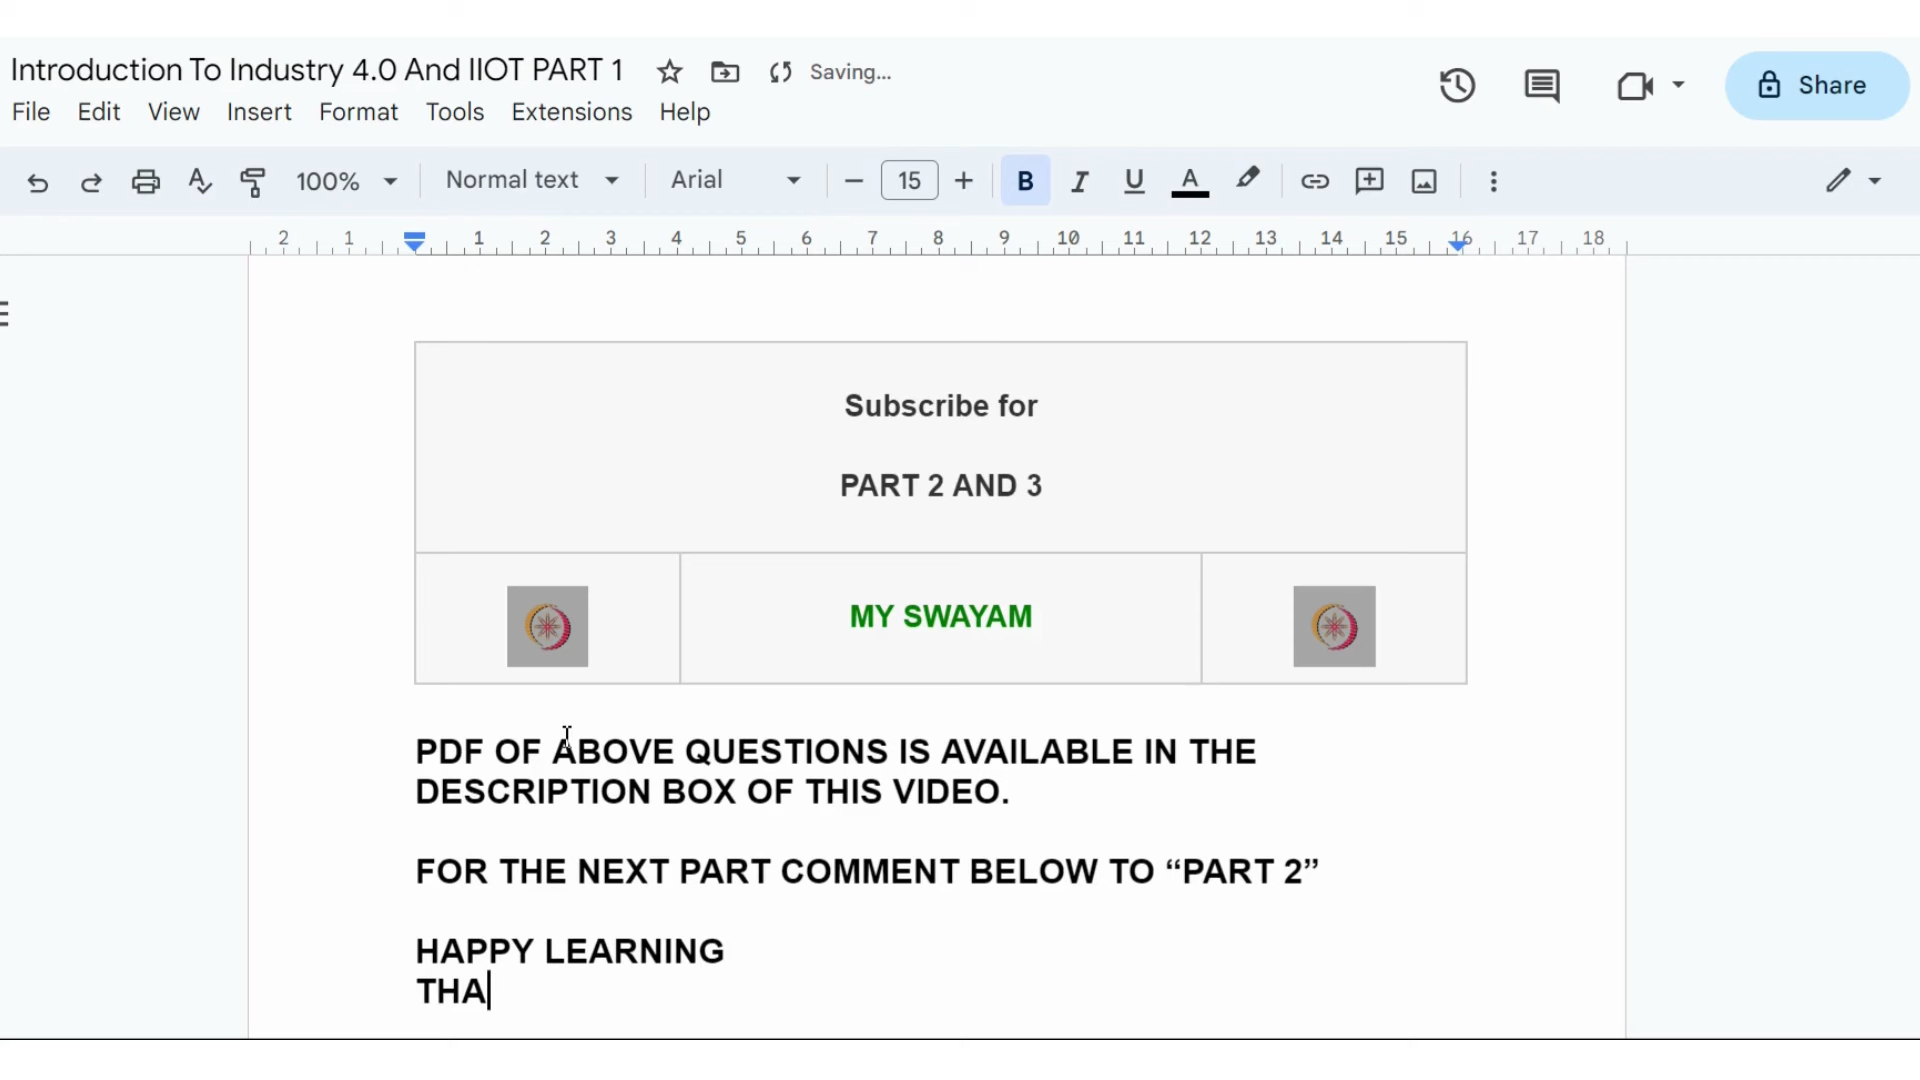 Introduction To Industry 4.0 And IIOT PART 1 Saving...
File Edit View Insert Format Tools Extensions Help
Share
100% Normal text Arial 15 B I U A
2 1 1 2 3 4 5 6 7 8 9 10 11 12 13 14 15 16 17 18
Subscribe for
PART 2 AND 3
MY SWAYAM
PDF OF ABOVE QUESTIONS IS AVAILABLE IN THE
DESCRIPTION BOX OF THIS VIDEO.
FOR THE NEXT PART COMMENT BELOW TO “PART 2”
HAPPY LEARNING
THA